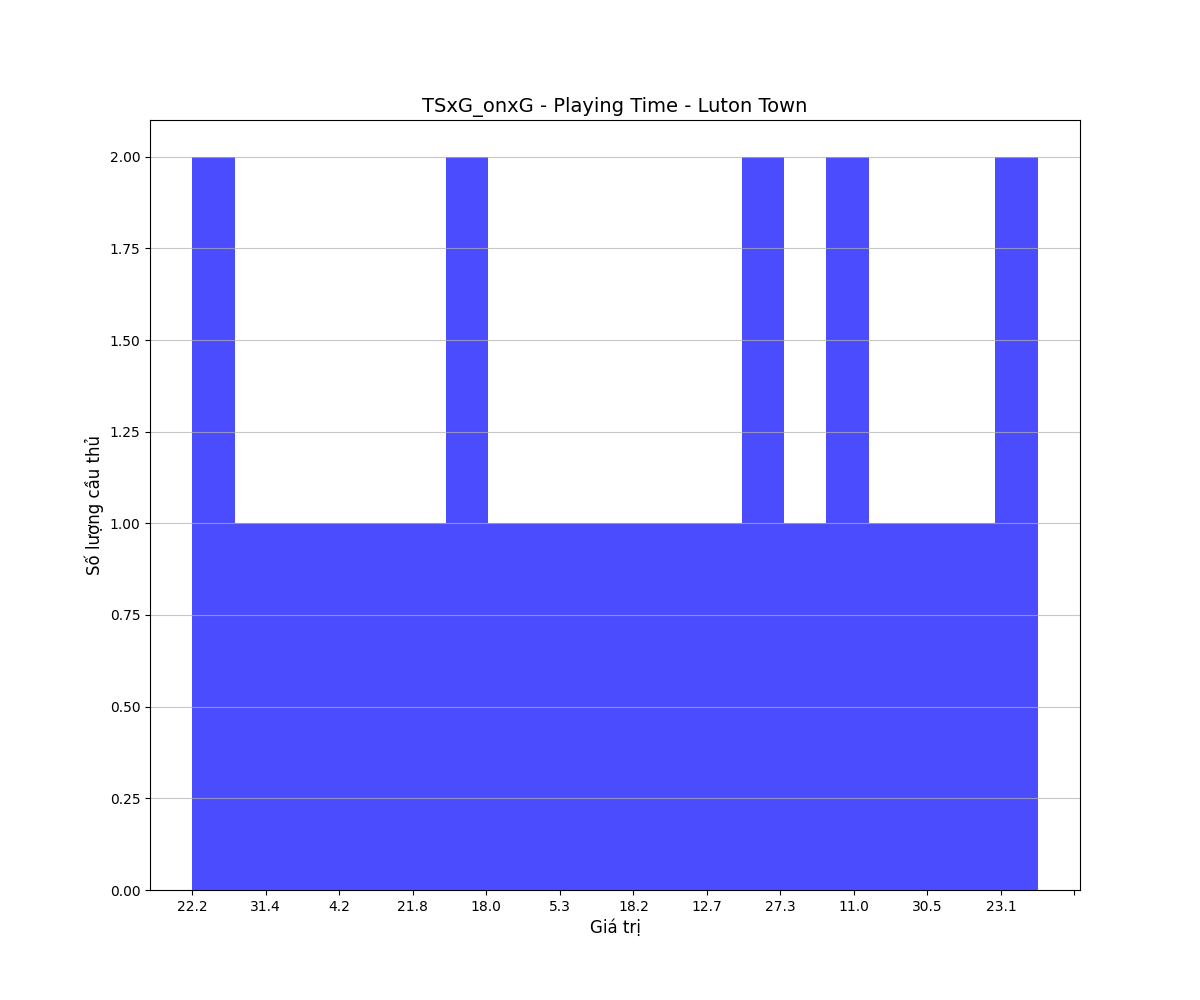 TSxG_onxG - Playing Time - Luton Town
Số lượng cầu thủ
2.00
1.75
1.50
1.25
1.00
0.75
0.50
0.25
0.00
22.2 31.4 4.2 21.8 18.0 5.3 18.2 12.7 27.3 11.0 30.5 23.1
Giá trị